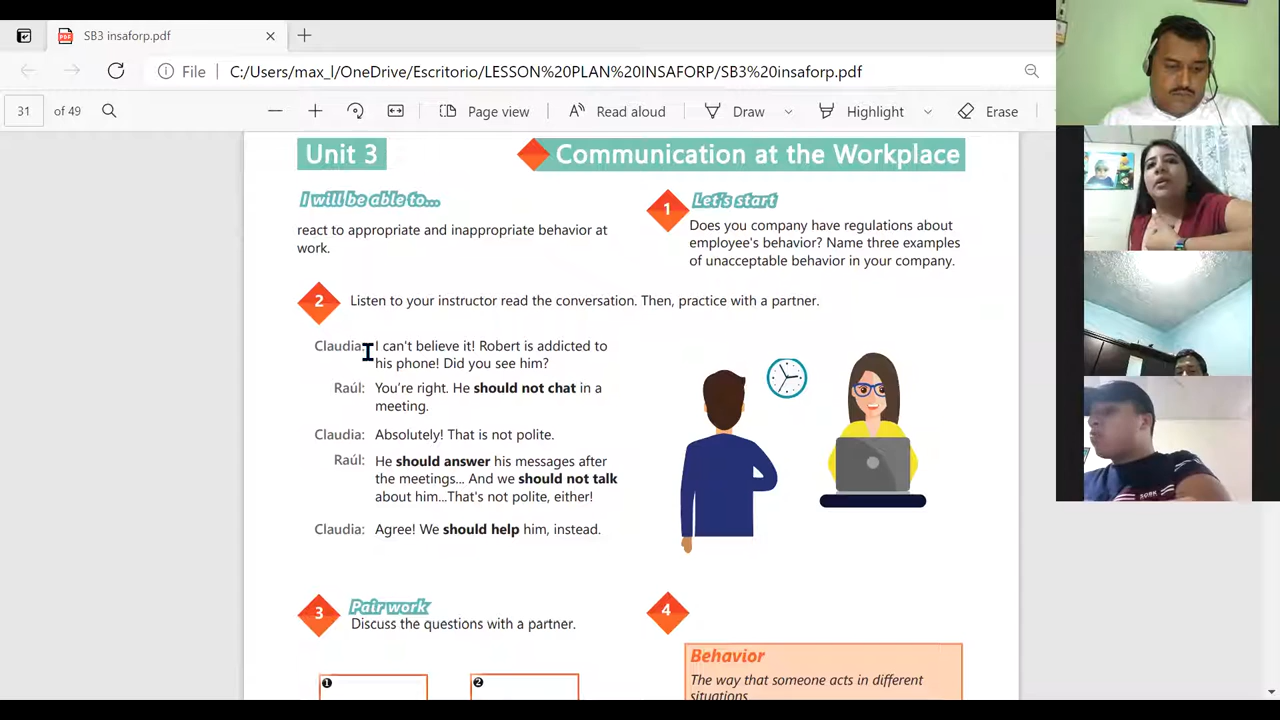 SB3 insaforp.pdf
File C:/Users/max_l/OneDrive/Escritorio/LESSON%20PLAN%20INSAFORP/SB3%20insaforp.pdf
31 of 49 Page view Read aloud Draw Highlight Erase
Unit 3 Communication at the Workplace
I will be able to...
react to appropriate and inappropriate behavior at
work.
1 Let's start
Does you company have regulations about
employee's behavior? Name three examples
of unacceptable behavior in your company.
2 Listen to your instructor read the conversation. Then, practice with a partner.
Claudia: I can't believe it! Robert is addicted to
his phone! Did you see him?
Raúl: You're right. He should not chat in a
meeting.
Claudia: Absolutely! That is not polite.
Raúl: He should answer his messages after
the meetings... And we should not talk
about him...That's not polite, either!
Claudia: Agree! We should help him, instead.
3 Pair work
Discuss the questions with a partner.
1 2
4
Behavior
The way that someone acts in different
situations